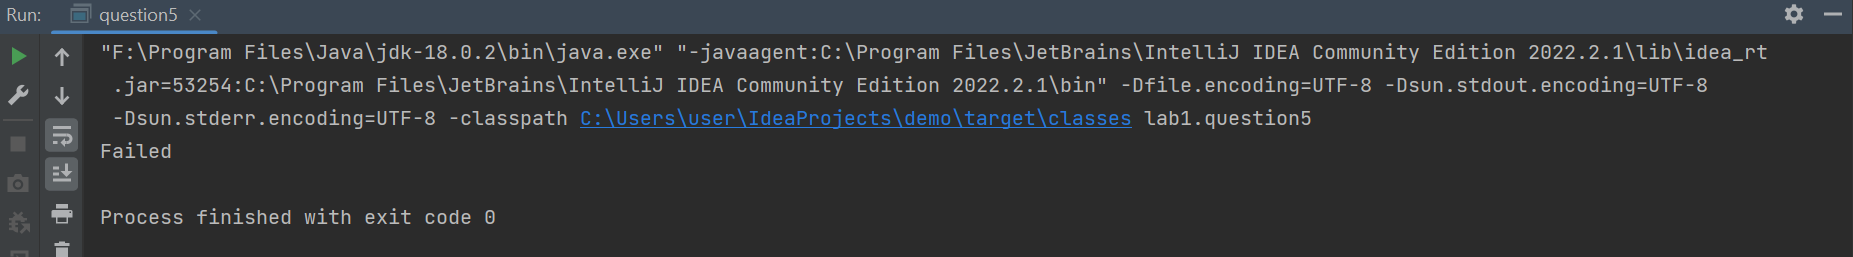 Run: question5
"F:\Program Files\Java\jdk-18.0.2\bin\java.exe" "-javaagent:C:\Program Files\JetBrains\IntelliJ IDEA Community Edition 2022.2.1\lib\idea_rt
.jar=53254:C:\Program Files\JetBrains\IntelliJ IDEA Community Edition 2022.2.1\bin" -Dfile.encoding=UTF-8 -Dsun.stdout.encoding=UTF-8
-Dsun.stderr.encoding=UTF-8 -classpath C:\Users\user\IdeaProjects\demo\target\classes lab1.question5
Failed
Process finished with exit code 0